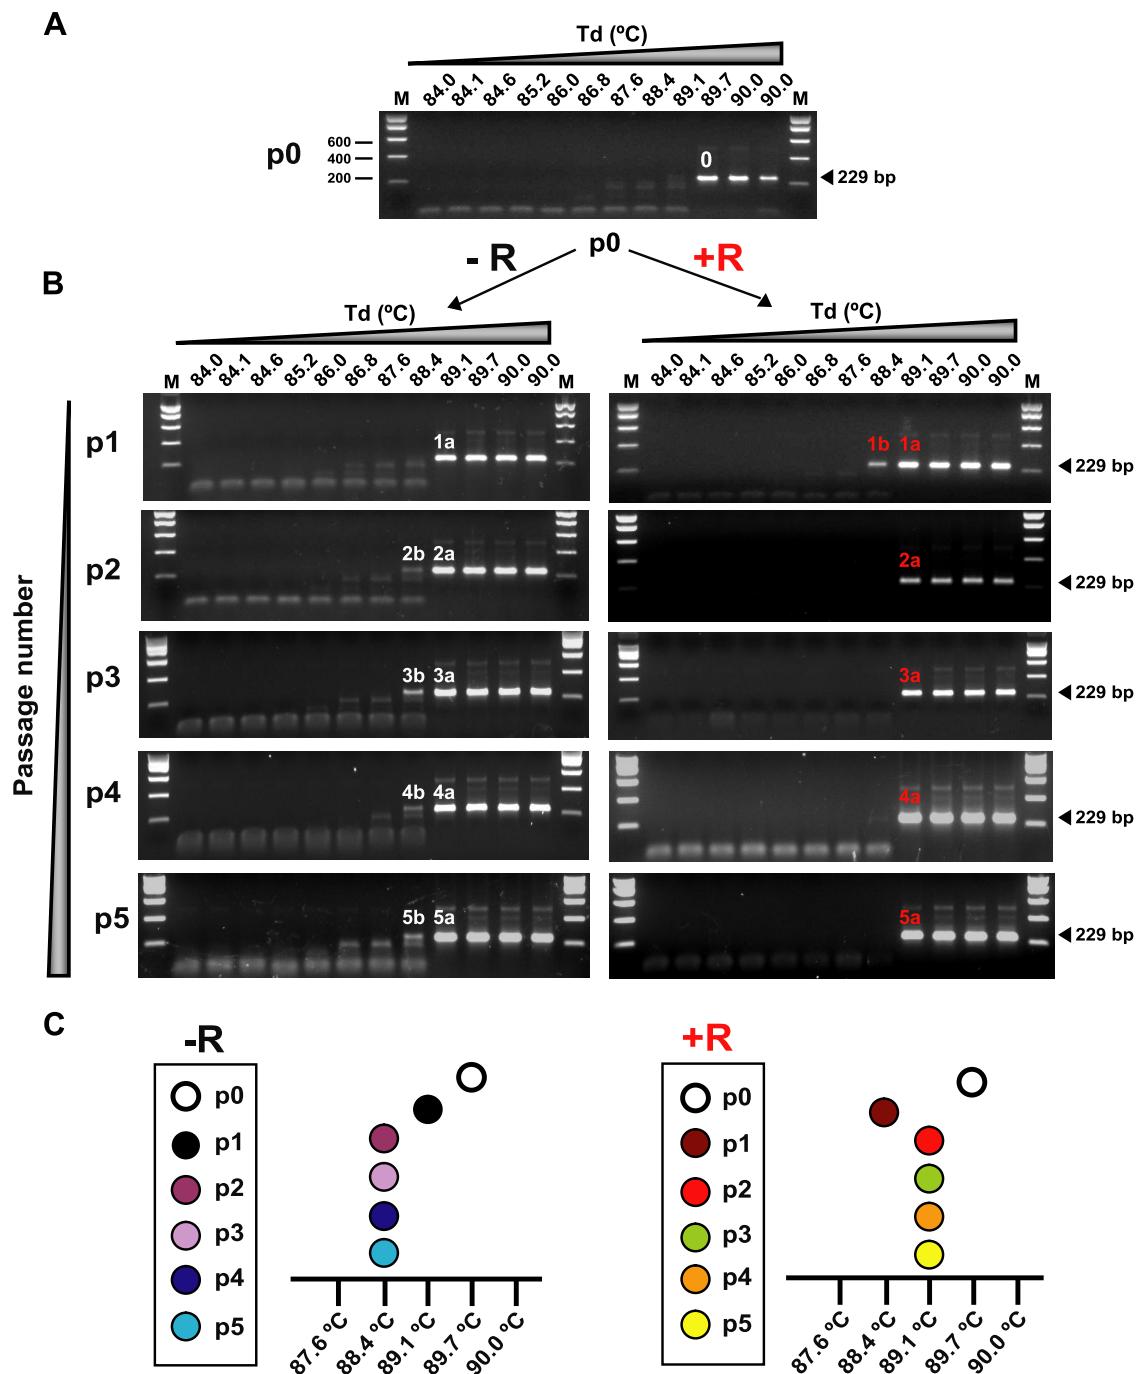 A
Td (ºC)
M 84.0 84.1 84.6 85.2 86.0 86.8 87.6 88.4 89.1 89.7 90.0 90.0 M
p0
600
400
200
0
229 bp
- R p0 +R
B
Td (ºC) Td (ºC)
M 84.0 84.1 84.6 85.2 86.0 86.8 87.6 88.4 89.1 89.7 90.0 90.0 M
M 84.0 84.1 84.6 85.2 86.0 86.8 87.6 88.4 89.1 89.7 90.0 90.0 M
Passage number
p1 1a 1b 1a 229 bp
p2 2b 2a 2a 229 bp
p3 3b 3a 3a 229 bp
p4 4b 4a 4a 229 bp
p5 5b 5a 5a 229 bp
C
-R
p0
p1
p2
p3
p4
p5
87.6 ºC 88.4 ºC 89.1 ºC 89.7 ºC 90.0 ºC
+R
p0
p1
p2
p3
p4
p5
87.6 ºC 88.4 ºC 89.1 ºC 89.7 ºC 90.0 ºC